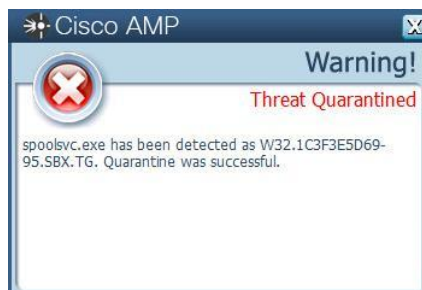 Cisco AMP
Warning!
Threat Quarantined
spoolsvc.exe has been detected as W32.1C3F3E5D69-
95.SBX.TG. Quarantine was successful.